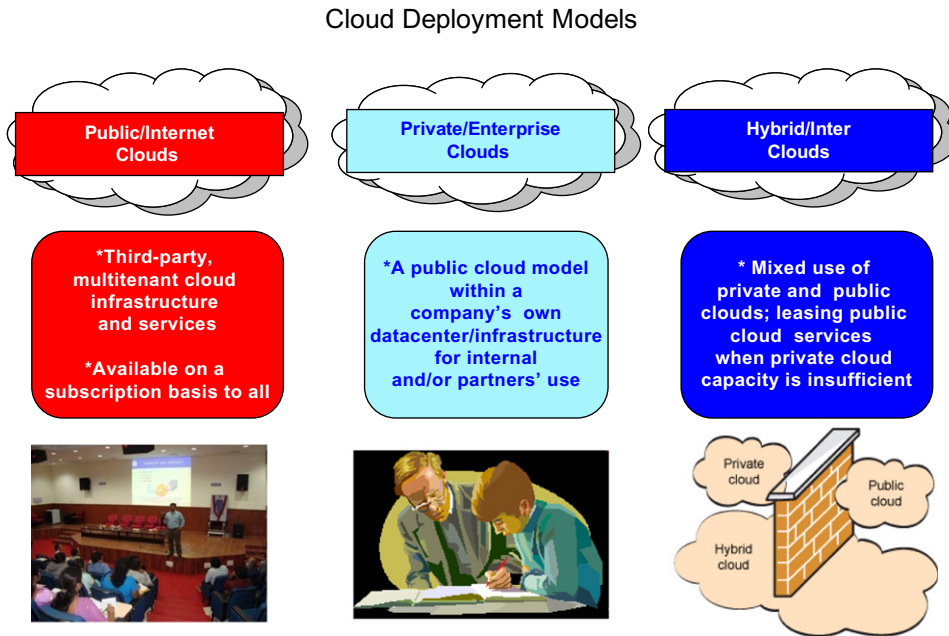 Cloud Deployment Models
Public/Internet
Clouds
Private/Enterprise
Clouds
Hybrid/Inter
Clouds
*Third-party,
multitenant cloud
infrastructure
and services
*Available on a
subscription basis to all
*A public cloud model
within a
company's own
datacenter/infrastructure
for internal
and/or partners' use
* Mixed use of
private and public
clouds; leasing public
cloud services
when private cloud
capacity is insufficient
Private
cloud
Public
cloud
Hybrid
cloud